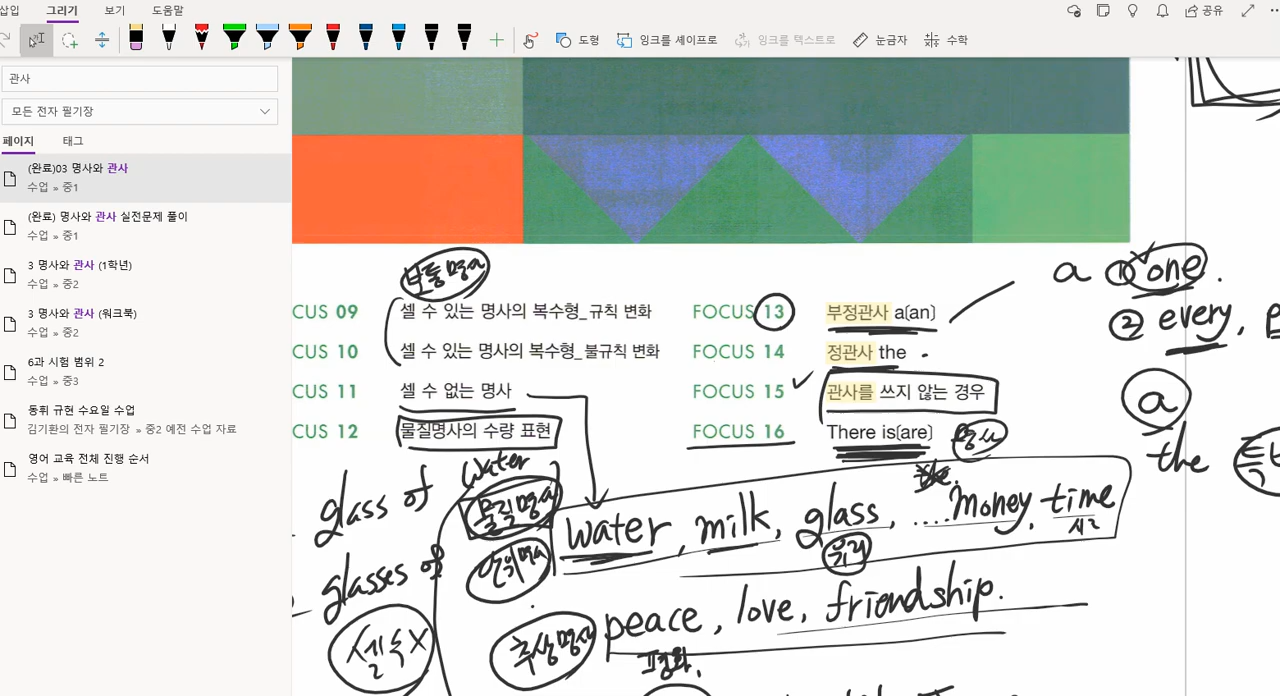 삽입 그리기 보기 도움말 공유
도형 잉크를 셰이프로 잉크를 텍스트로 눈금자 수학
관사
모든 전자 필기장
페이지 태그
(완료)03 명사와 관사
수업 » 중1
(완료) 명사와 관사 실전문제 풀이
수업 » 중1
3 명사와 관사 (1학년)
수업 » 중2
3 명사와 관사 (워크북)
수업 » 중2
6과 시험 범위 2
수업 » 중3
동휘 규현 수요일 수업
김기환의 전자 필기장 » 중2 예전 수업 자료
영어 교육 전체 진행 순서
수업 » 빠른 노트
보통명사
a ① one.
② every,
a
the
CUS 09 셀 수 있는 명사의 복수형_규칙 변화
CUS 10 셀 수 있는 명사의 복수형_불규칙 변화
CUS 11 셀 수 없는 명사
CUS 12 물질명사의 수량 표현
FOCUS 13 부정관사 a(an)
FOCUS 14 정관사 the
FOCUS 15 관사를 쓰지 않는 경우
FOCUS 16 There is(are) 명사
glass of water
glasses of
셀 수 X
물질명사
water, milk, glass, .... money, time
유리
peace, love, friendship.
추상명사
평화.